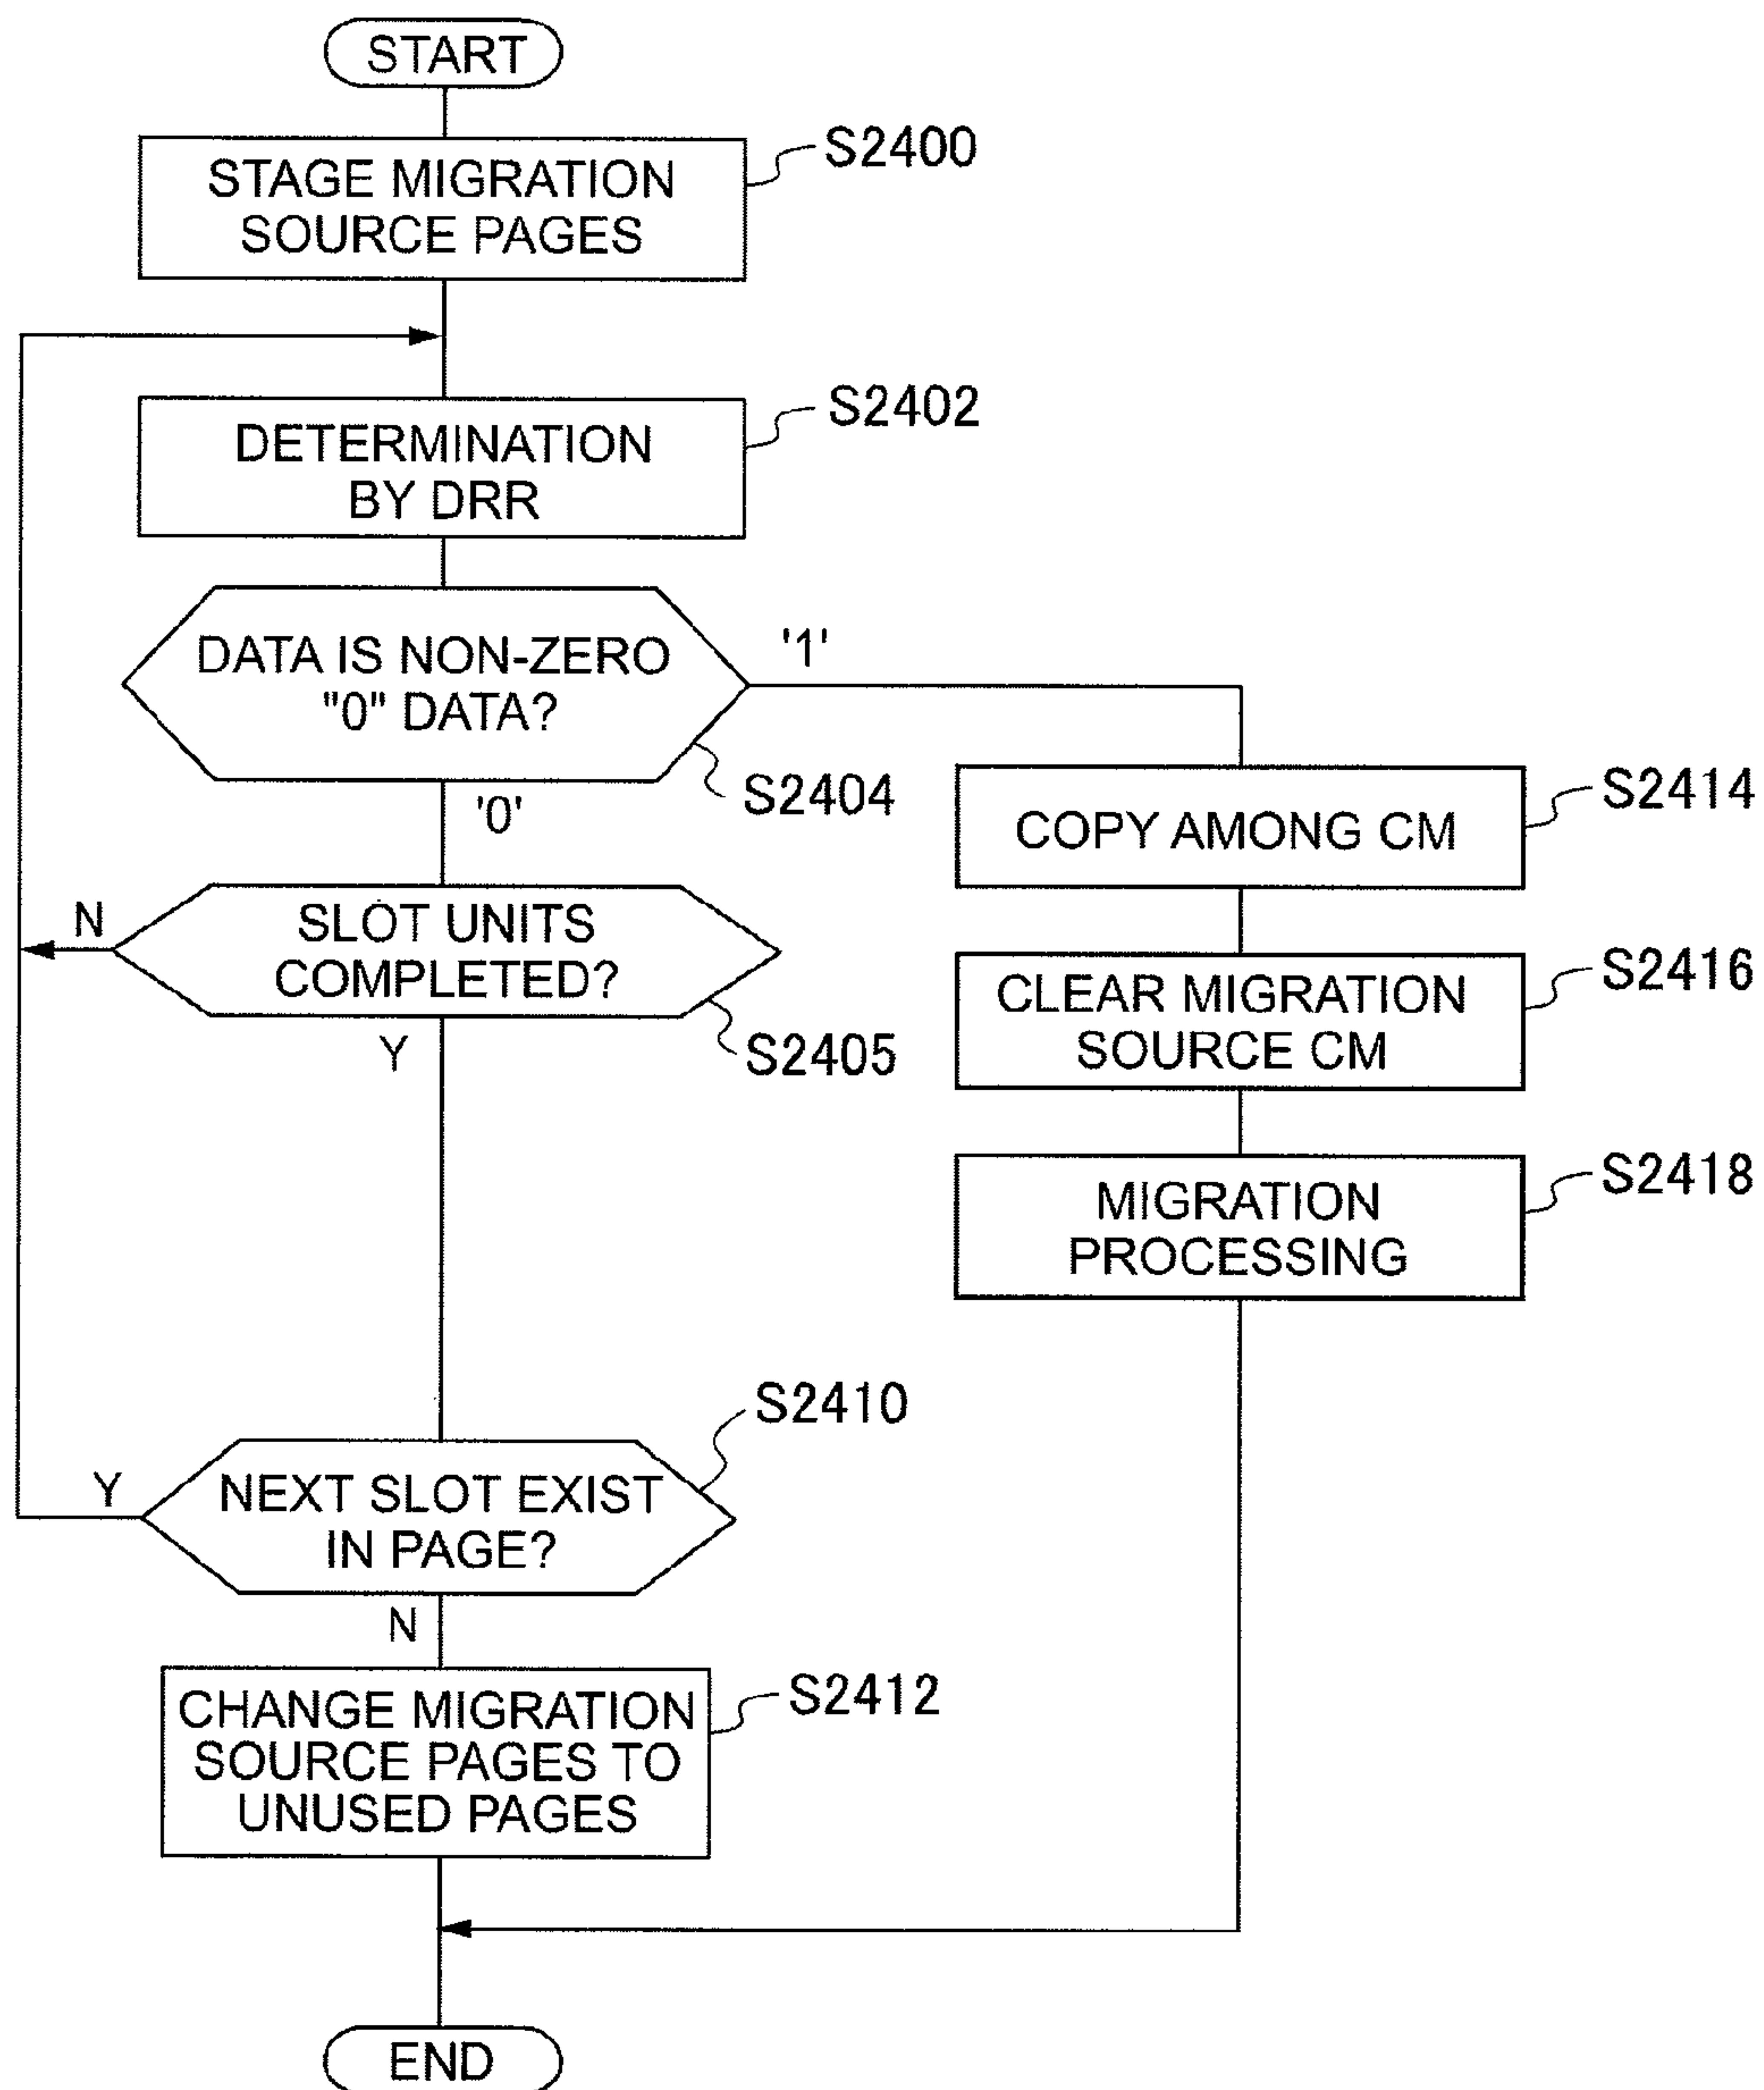 START
STAGE MIGRATION
SOURCE PAGES
S2400
DETERMINATION
BY DRR
S2402
DATA IS NON-ZERO
"0" DATA?
'1'
S2404
'0'
COPY AMONG CM
S2414
SLOT UNITS
COMPLETED?
N
S2405
Y
CLEAR MIGRATION
SOURCE CM
S2416
MIGRATION
PROCESSING
S2418
S2410
NEXT SLOT EXIST
IN PAGE?
Y
N
CHANGE MIGRATION
SOURCE PAGES TO
UNUSED PAGES
S2412
END